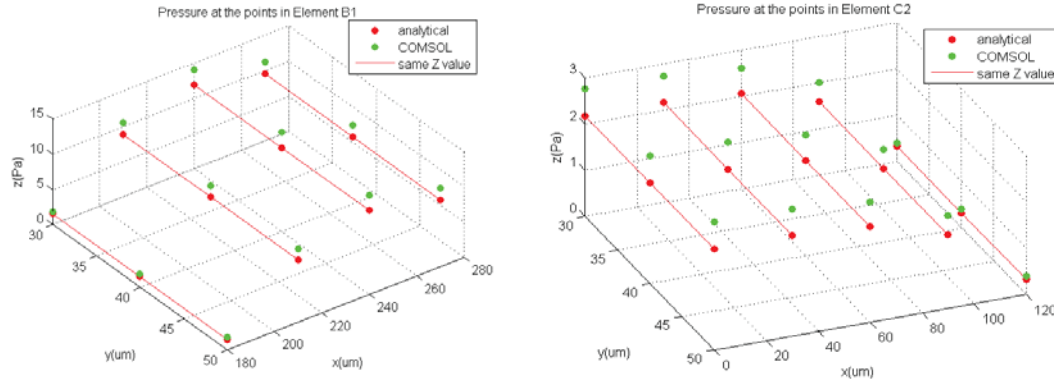 Pressure at the points in Element B1
analytical
COMSOL
same Z value
15
10
5
0
z(Pa)
30
35
40
45
50
y(um)
180
200
220
240
260
280
x(um)
Pressure at the points in Element C2
analytical
COMSOL
same Z value
3
2
1
0
z(Pa)
30
35
40
45
50
y(um)
0
20
40
60
80
100
120
x(um)